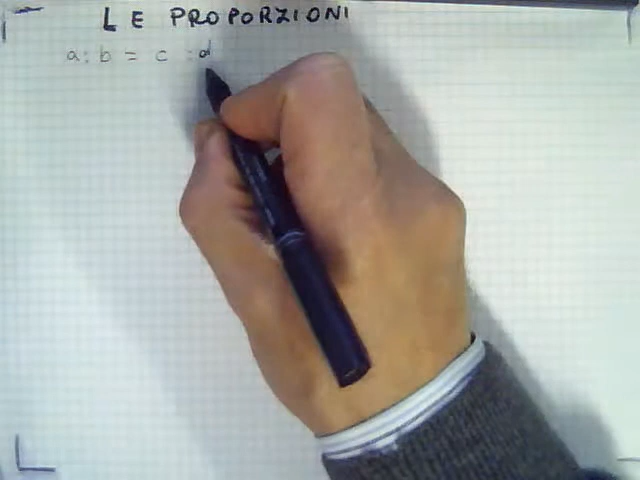 LE PROPORZIONI
a : b = c : d